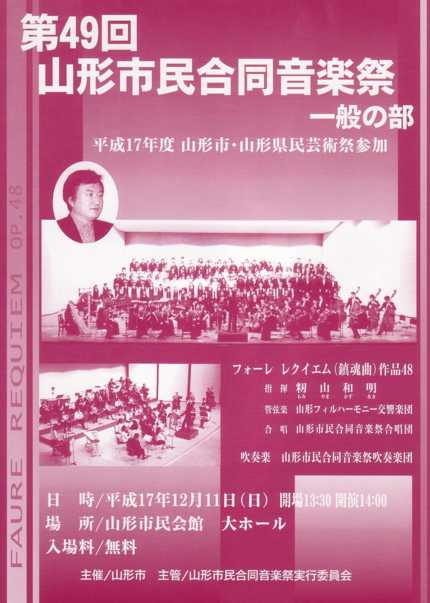 第49回
山形市民合同音楽祭
一般の部
平成17年度 山形市・山形県民芸術祭参加
FAURE REQUIEM OP.48
フォーレ レクイエム(鎮魂曲)作品48
指揮 籾山和明
もみ やま かず あき
管弦楽 山形フィルハーモニー交響楽団
合唱 山形市民合同音楽祭合唱団
吹奏楽 山形市民合同音楽祭吹奏楽団
日 時/平成17年12月11日(日) 開場13:30 開演14:00
場 所/山形市民会館 大ホール
入場料/無料
主催/山形市 主管/山形市民合同音楽祭実行委員会